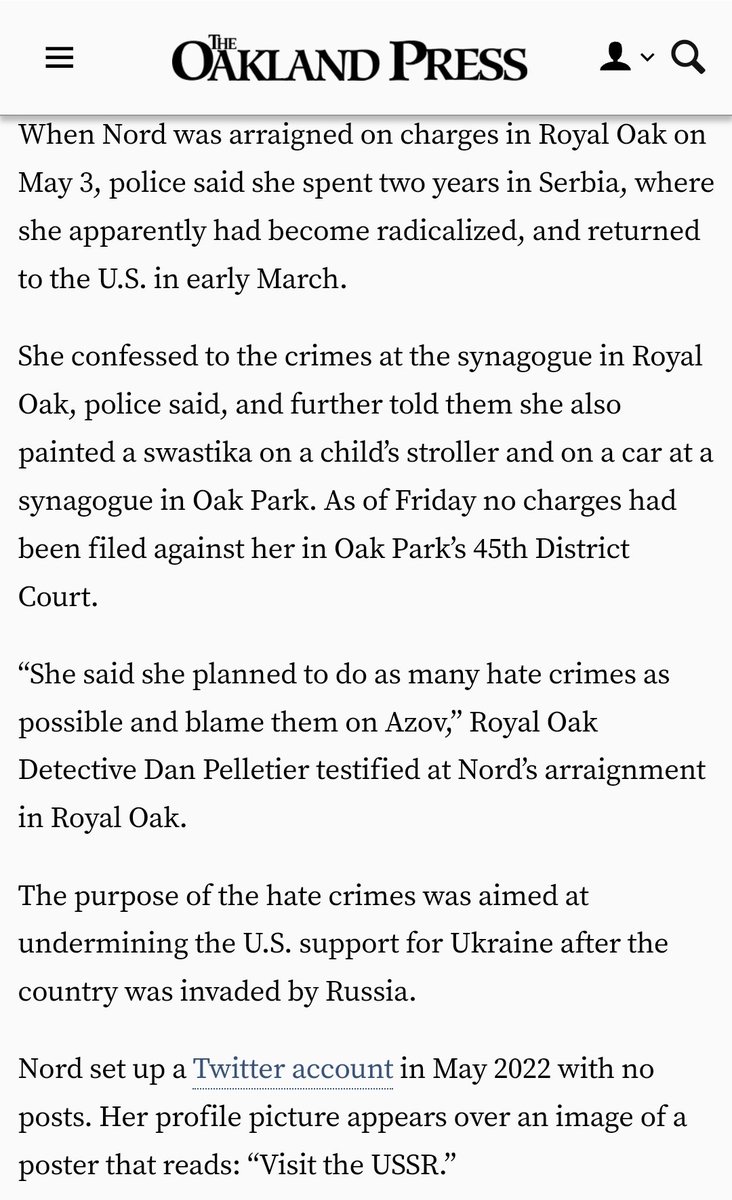 THE
OAKLAND PRESS
When Nord was arraigned on charges in Royal Oak on
May 3, police said she spent two years in Serbia, where
she apparently had become radicalized, and returned
to the U.S. in early March.
She confessed to the crimes at the synagogue in Royal
Oak, police said, and further told them she also
painted a swastika on a child’s stroller and on a car at a
synagogue in Oak Park. As of Friday no charges had
been filed against her in Oak Park’s 45th District
Court.
“She said she planned to do as many hate crimes as
possible and blame them on Azov,” Royal Oak
Detective Dan Pelletier testified at Nord’s arraignment
in Royal Oak.
The purpose of the hate crimes was aimed at
undermining the U.S. support for Ukraine after the
country was invaded by Russia.
Nord set up a Twitter account in May 2022 with no
posts. Her profile picture appears over an image of a
poster that reads: “Visit the USSR.”